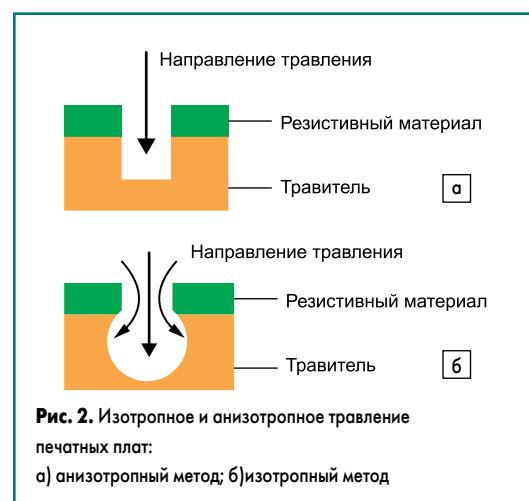 Направление травления
Резистивный материал
Травитель
а
Направление травления
Резистивный материал
Травитель
б
Рис. 2. Изотропное и анизотропное травление
печатных плат:
а) анизотропный метод; б)изотропный метод